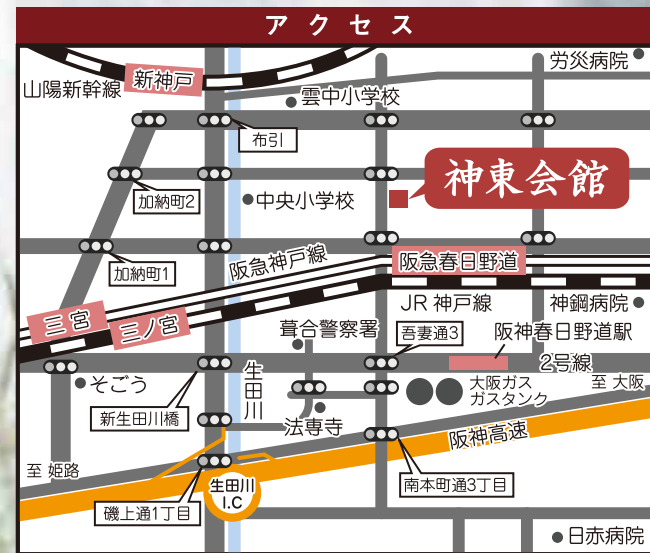 アクセス
労災病院
新神戸
山陽新幹線
雲中小学校
布引
神東会館
加納町2
中央小学校
加納町1
阪急神戸線
阪急春日野道
三宮
三ノ宮
JR神戸線
神鋼病院
葺合警察署
吾妻通3
阪神春日野道駅
2号線
そごう
生田川
大阪ガス
ガスタンク
至 大阪
新生田川橋
法専寺
阪神高速
至 姫路
生田川
I.C
南本町通3丁目
磯上通1丁目
日赤病院